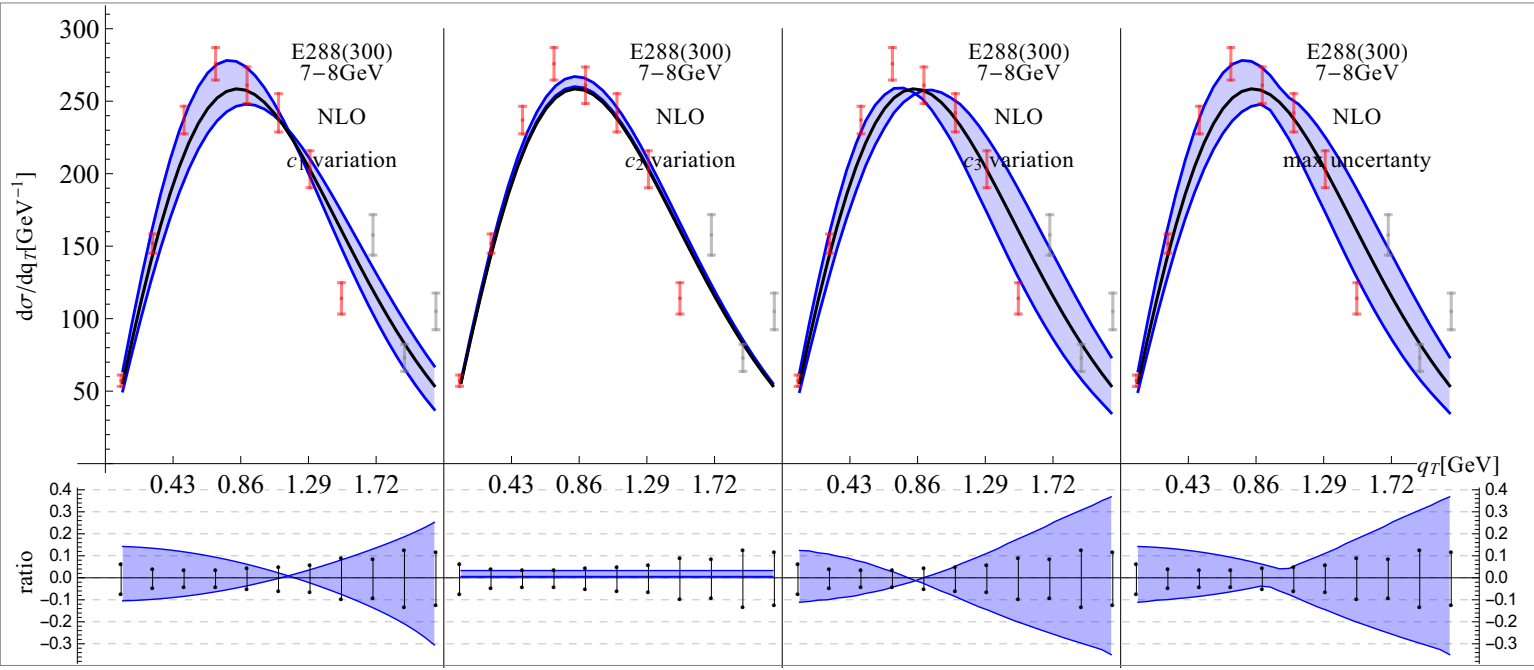 300
250
200
150
100
50
dσ/dq_T[GeV⁻¹]
E288(300)
7−8GeV
NLO
c₁ variation
E288(300)
7−8GeV
NLO
c₂ variation
E288(300)
7−8GeV
NLO
c₃ variation
E288(300)
7−8GeV
NLO
max uncertanty
q_T[GeV]
0.43 0.86 1.29 1.72
0.43 0.86 1.29 1.72
0.43 0.86 1.29 1.72
0.43 0.86 1.29 1.72
ratio
0.4
0.3
0.2
0.1
0.0
−0.1
−0.2
−0.3
0.4
0.3
0.2
0.1
0.0
−0.1
−0.2
−0.3